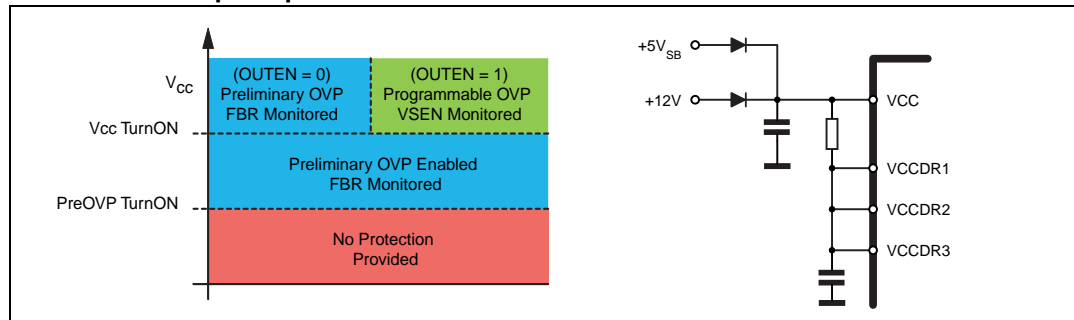 VCC
(OUTEN = 0)
Preliminary OVP
FBR Monitored
(OUTEN = 1)
Programmable OVP
VSEN Monitored
Vcc TurnON
Preliminary OVP Enabled
FBR Monitored
PreOVP TurnON
No Protection
Provided
+5VSB
+12V
VCC
VCCDR1
VCCDR2
VCCDR3